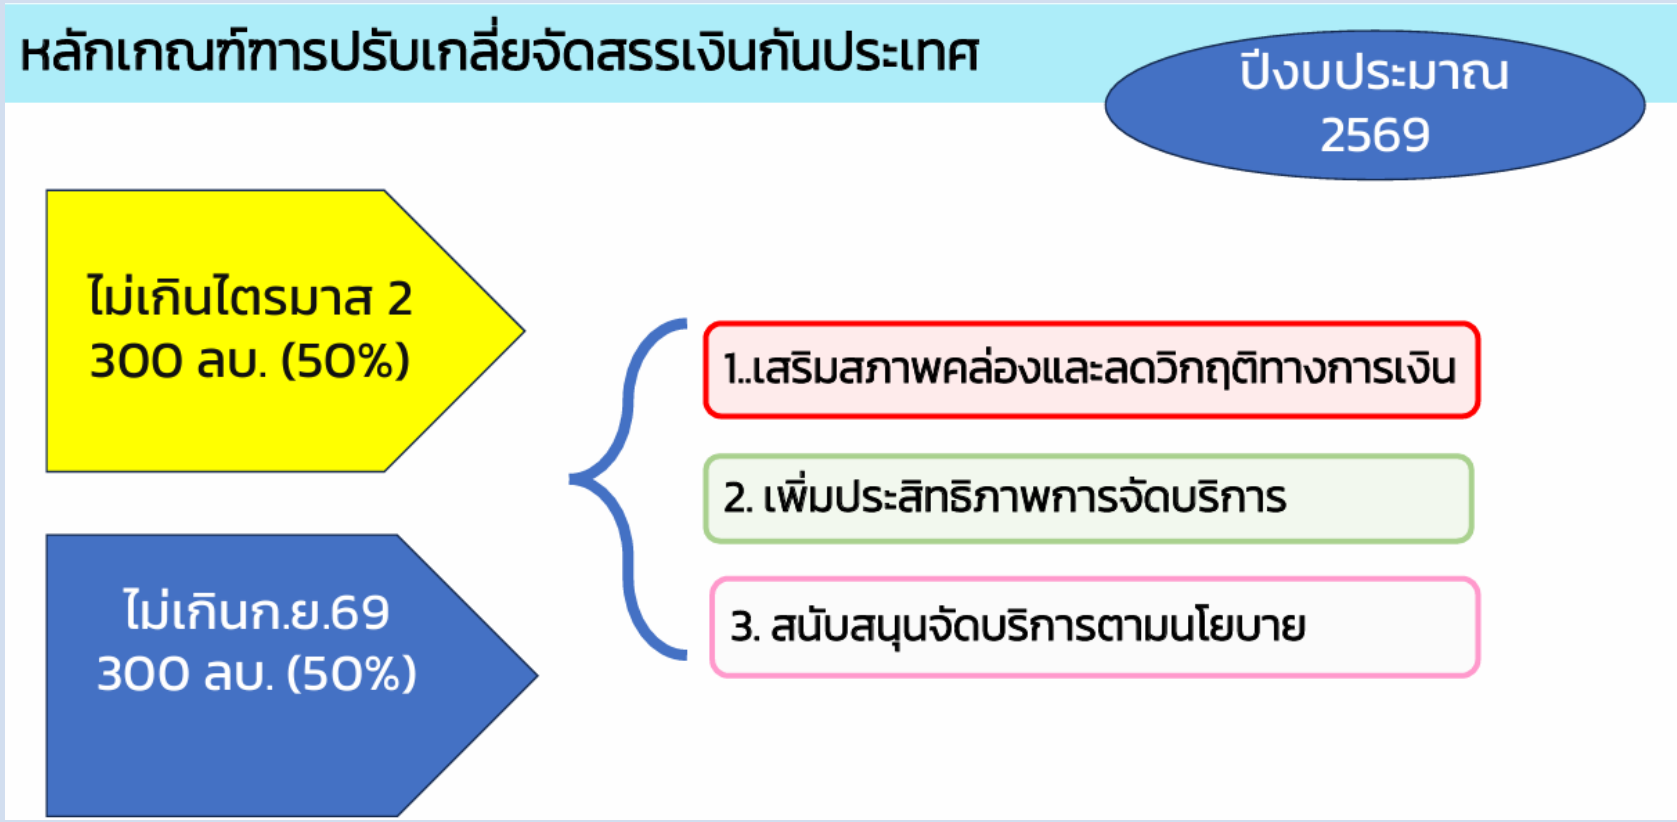 หลักเกณฑ์ฑารปรับเกลี่ยจัดสรรเงินกันประเทศ
ปีงบประมาณ
2569
ไม่เกินไตรมาส 2
300 ลบ. (50%)
1..เสริมสภาพคล่องและลดวิกฤติทางการเงิน
2. เพิ่มประสิทธิภาพการจัดบริการ
3. สนับสนุนจัดบริการตามนโยบาย
ไม่เกินก.ย.69
300 ลบ. (50%)